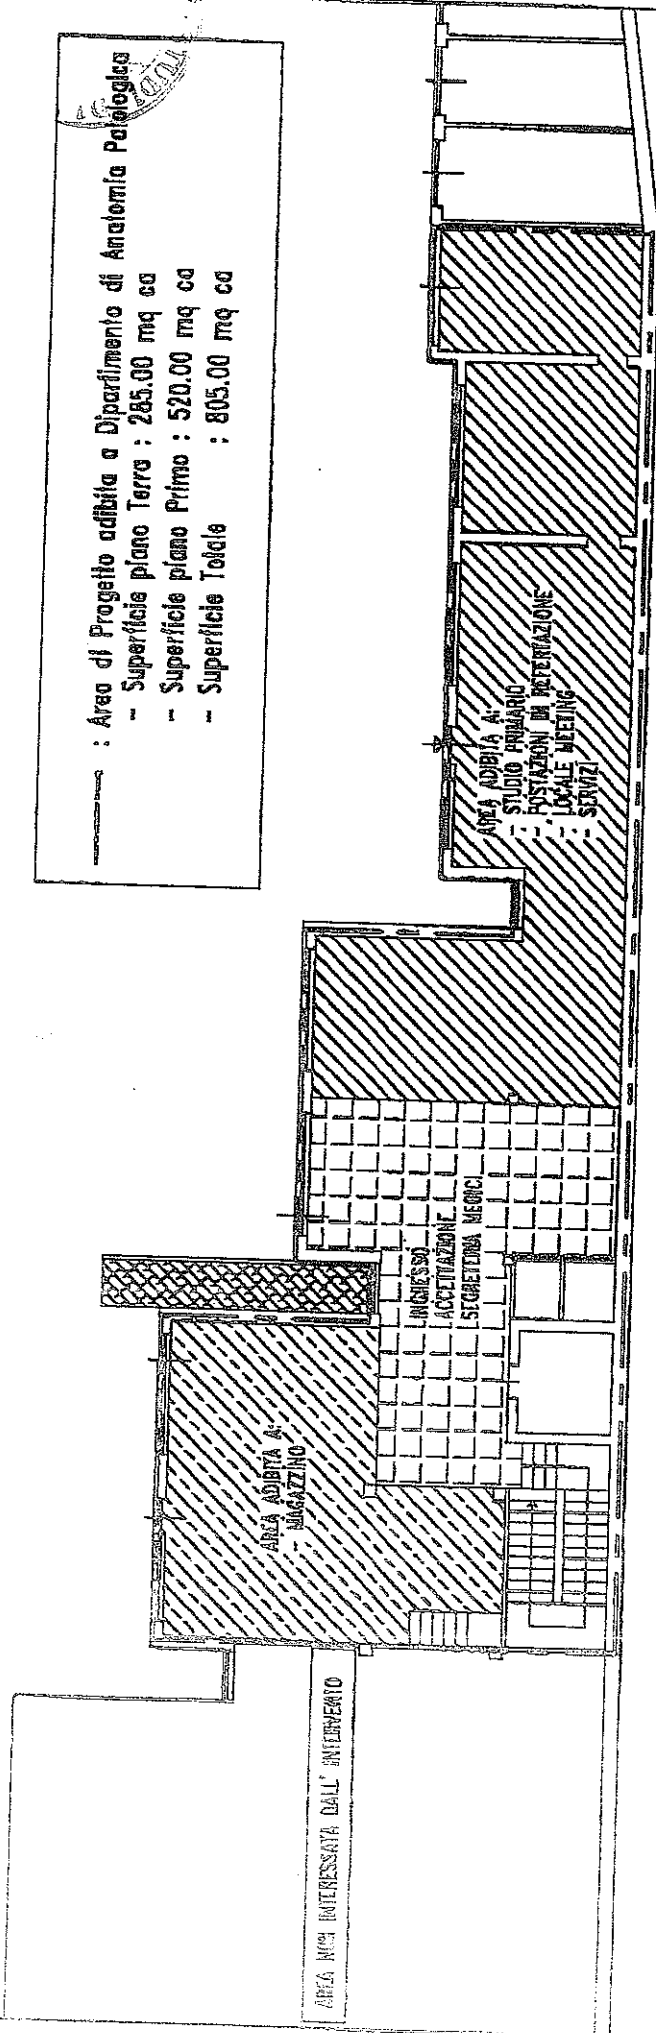 : Area di Progetto adibita a Dipartimento di Anatomia Patologica
- Superficie piano Terra : 285.00 mq ca
- Superficie piano Primo : 520.00 mq ca
- Superficie Totale : 805.00 mq ca
AREA ADIBITA A:
- STUDIO PRIMARIO
- POSTAZIONI DI REFERTAZIONE
- LOCALE MEETING
- SERVIZI
INGRESSO
ACCETTAZIONE
SEGRETERIA MEDICI
AREA ADIBITA A:
- MAGAZZINO
AREA NON INTERESSATA DALL' INTERVENTO